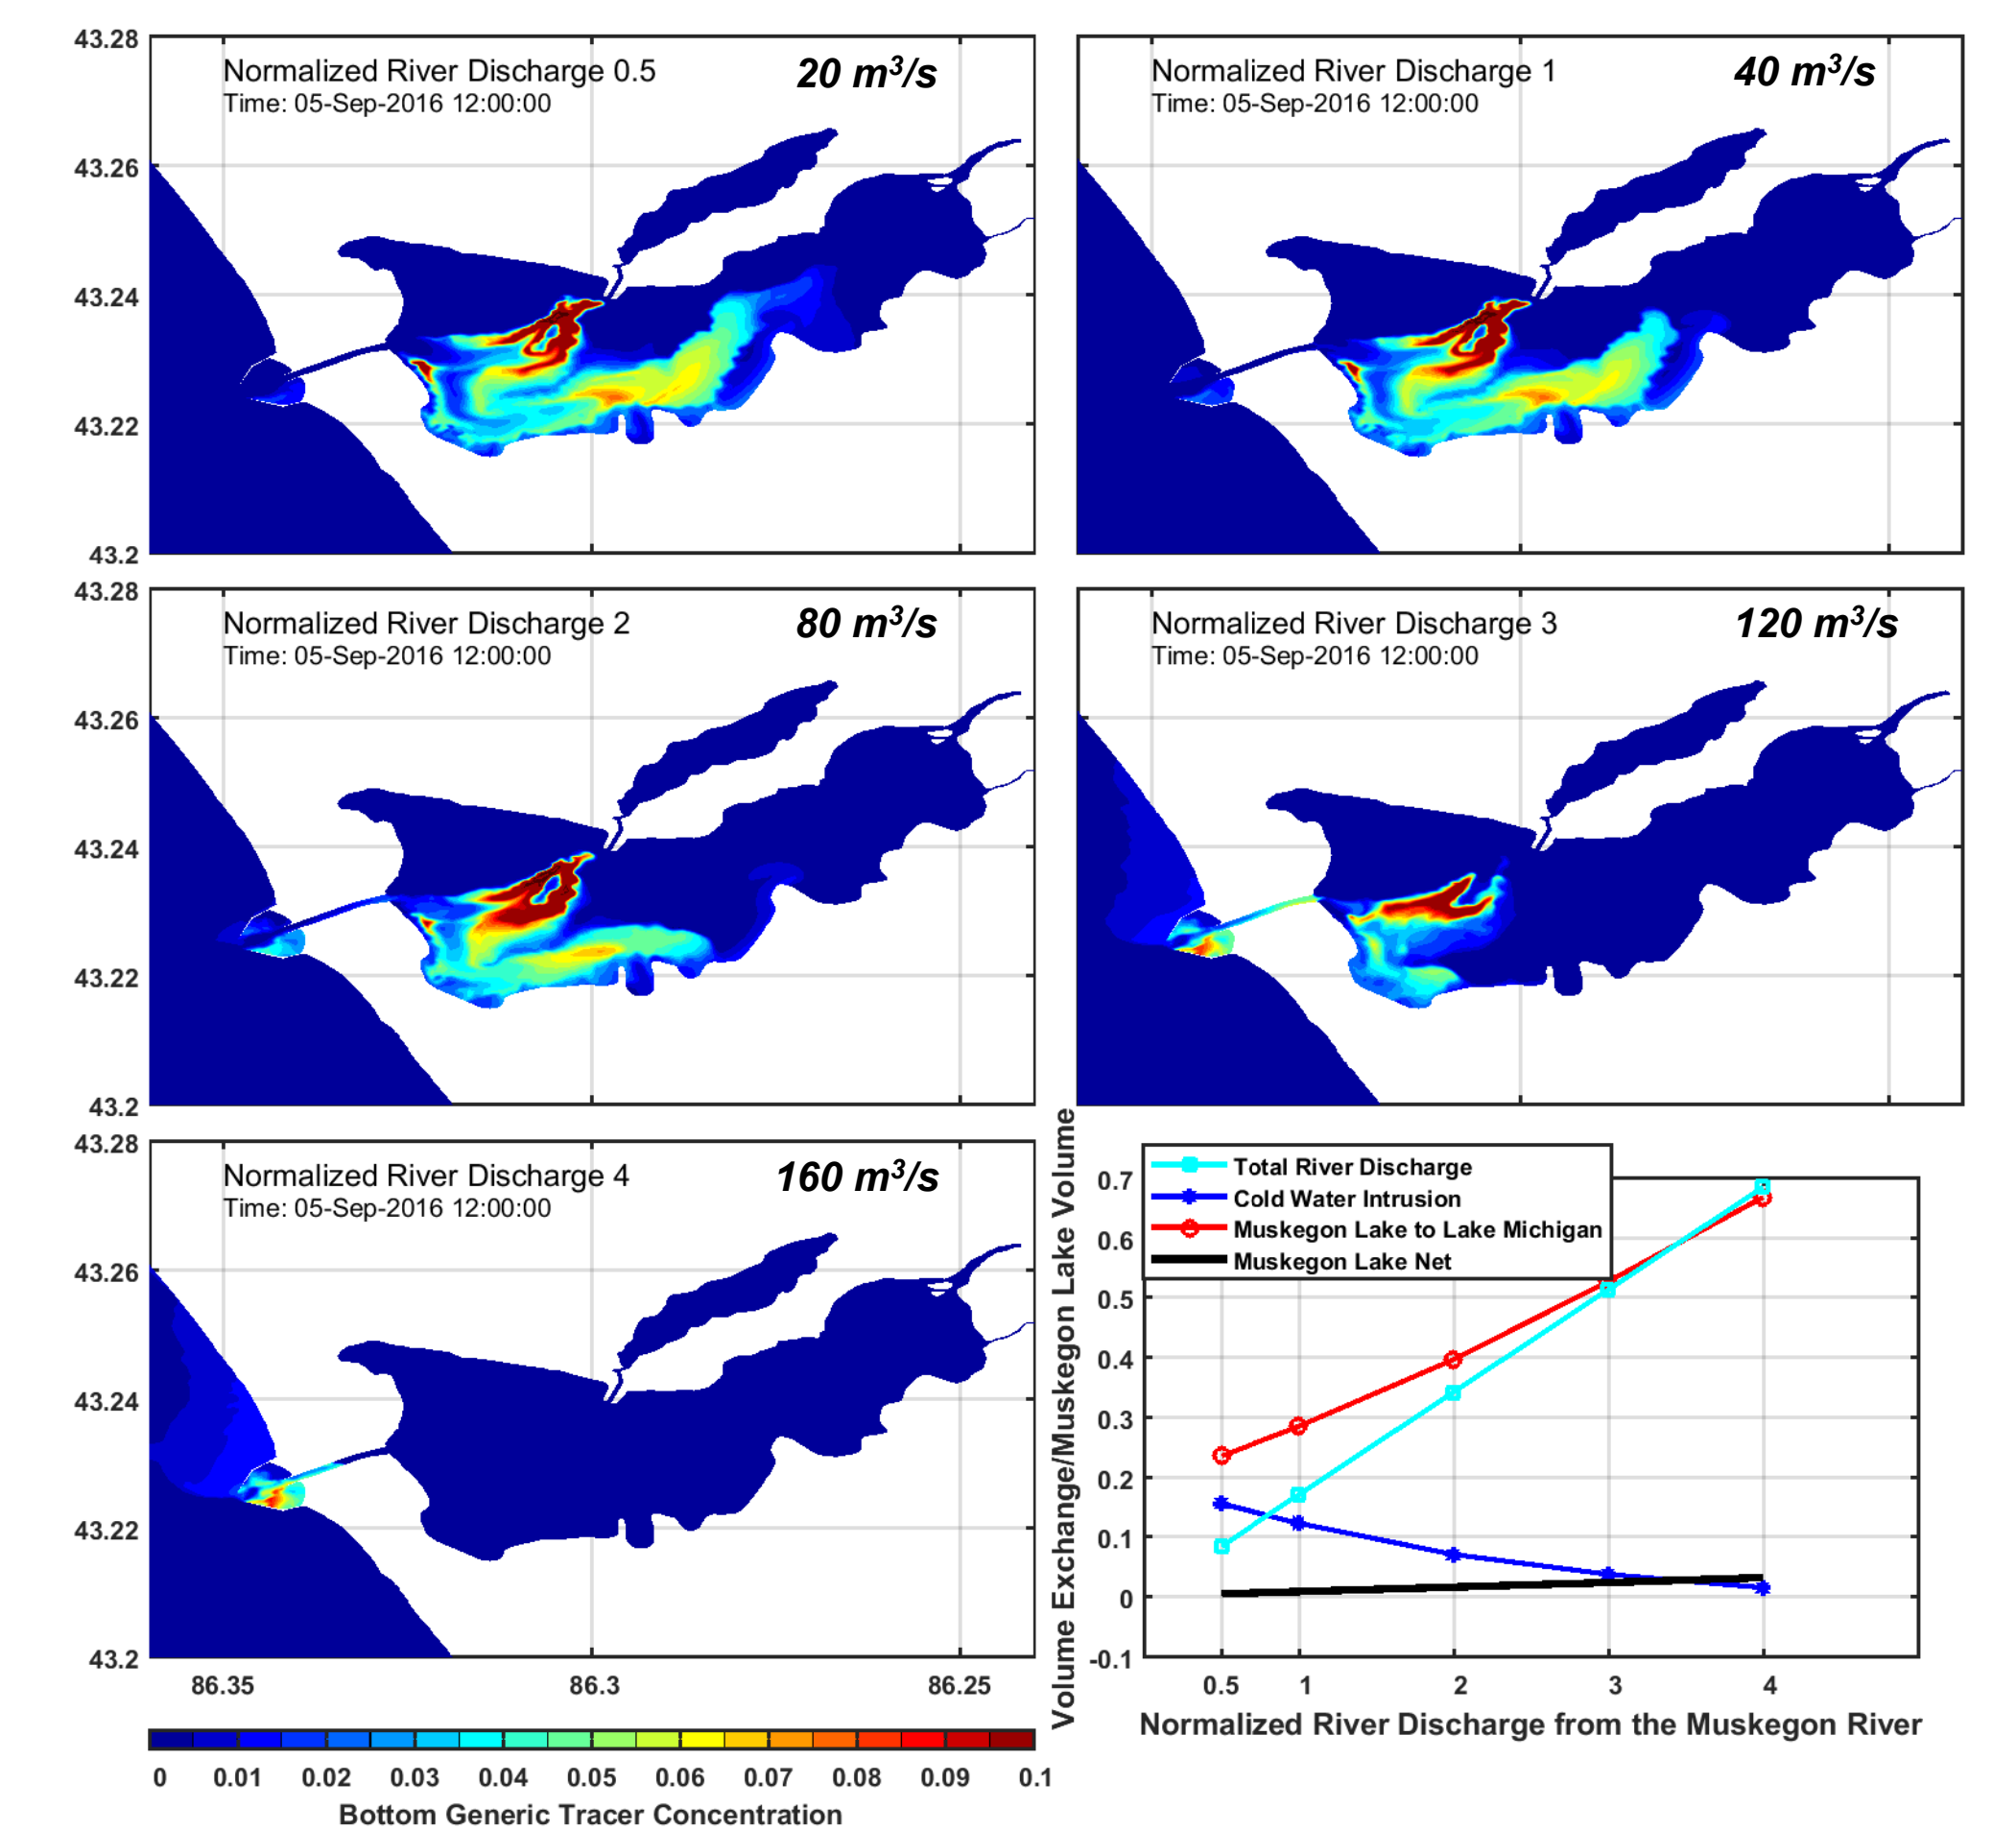 43.28
43.26
43.24
43.22
43.2
Normalized River Discharge 0.5
Time: 05-Sep-2016 12:00:00
20 m³/s
Normalized River Discharge 1
Time: 05-Sep-2016 12:00:00
40 m³/s
43.28
43.26
43.24
43.22
43.2
Normalized River Discharge 2
Time: 05-Sep-2016 12:00:00
80 m³/s
Normalized River Discharge 3
Time: 05-Sep-2016 12:00:00
120 m³/s
43.28
43.26
43.24
43.22
43.2
Normalized River Discharge 4
Time: 05-Sep-2016 12:00:00
160 m³/s
86.35 86.3 86.25
0 0.01 0.02 0.03 0.04 0.05 0.06 0.07 0.08 0.09 0.1
Bottom Generic Tracer Concentration
Volume Exchange/Muskegon Lake Volume
Total River Discharge
Cold Water Intrusion
Muskegon Lake to Lake Michigan
Muskegon Lake Net
0.7
0.6
0.5
0.4
0.3
0.2
0.1
0
-0.1
0.5 1 2 3 4
Normalized River Discharge from the Muskegon River